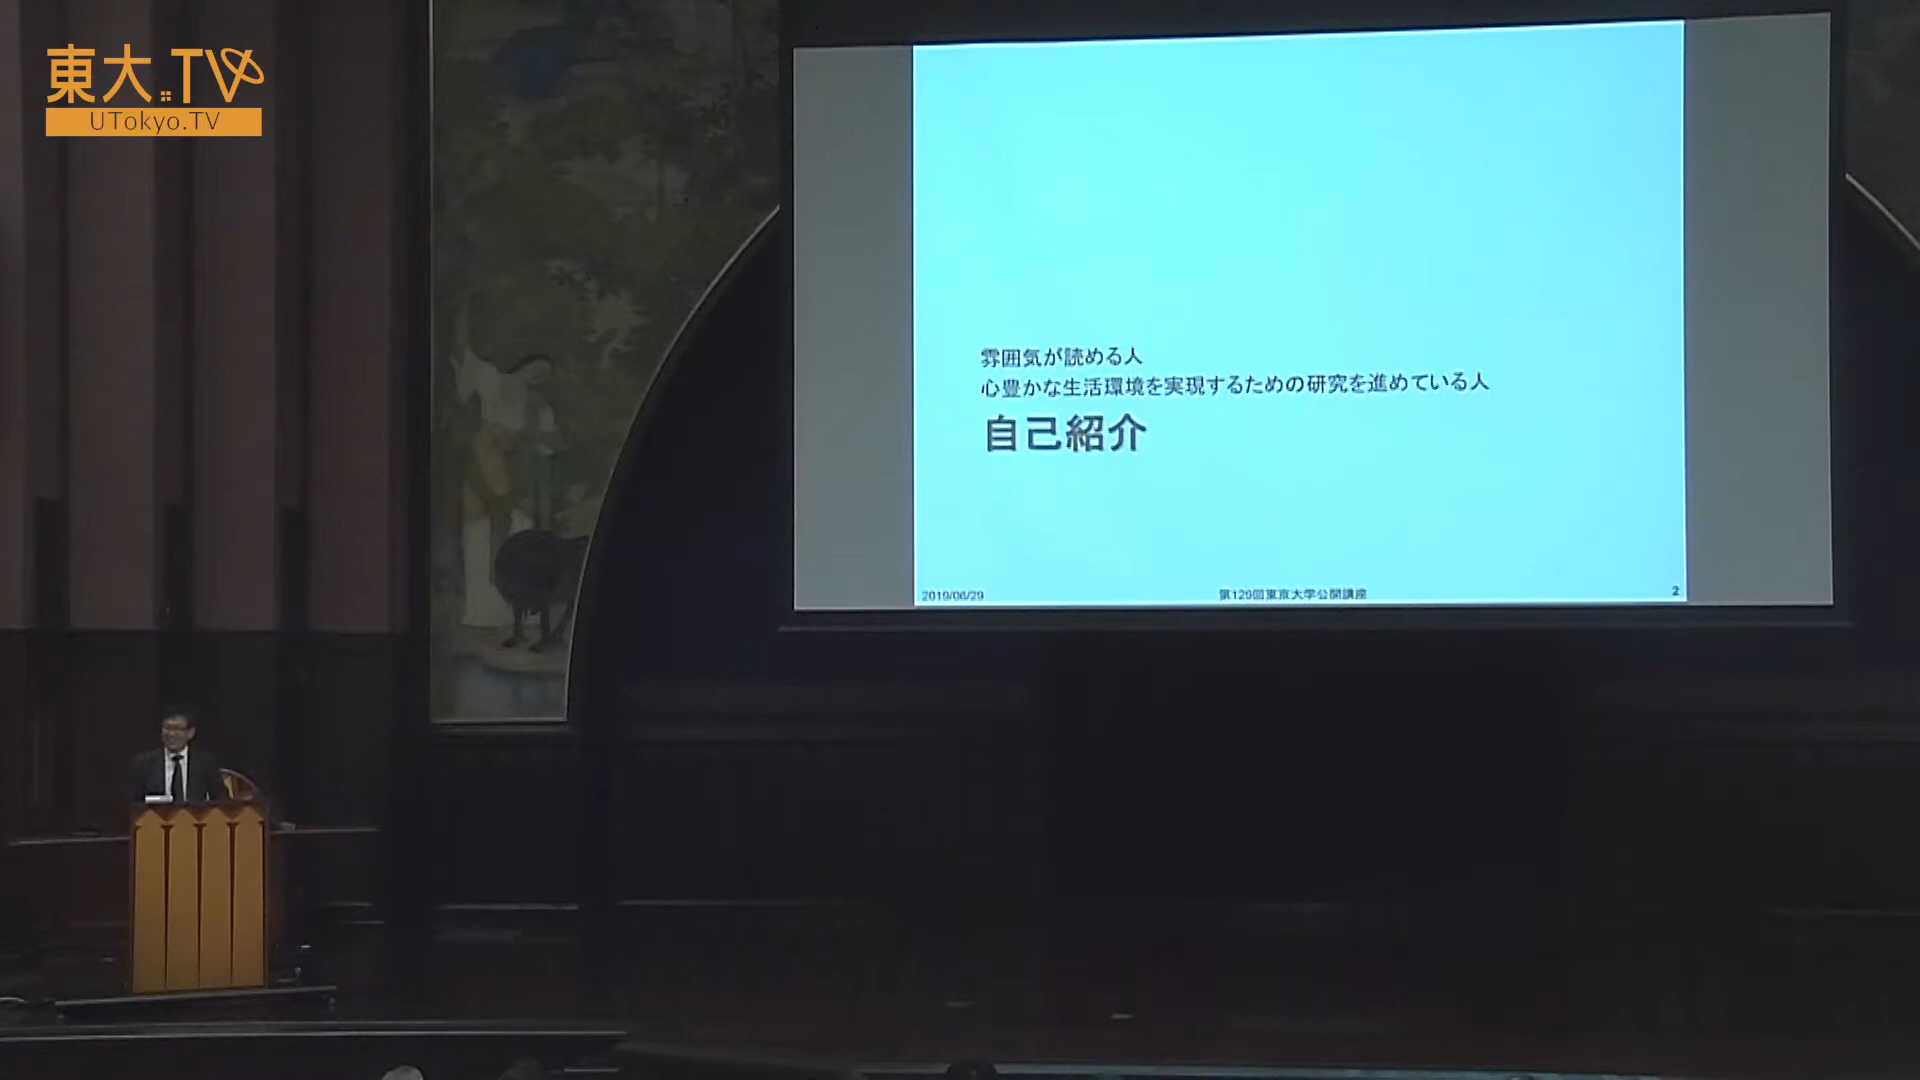 東大TV
UTokyo.TV
雰囲気が読める人
心豊かな生活環境を実現するための研究を進めている人
自己紹介
2019/06/29
第129回東京大学公開講座
2